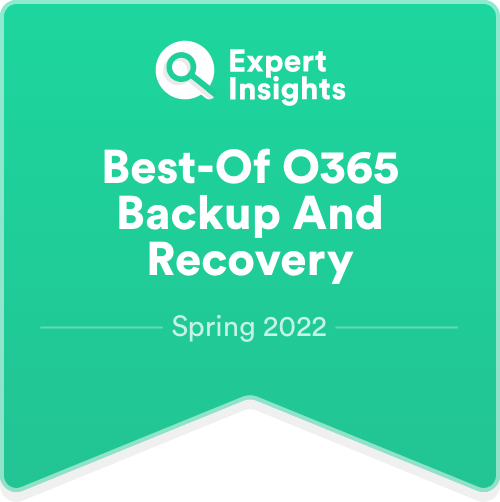 Expert
Insights
Best-Of O365
Backup And
Recovery
Spring 2022